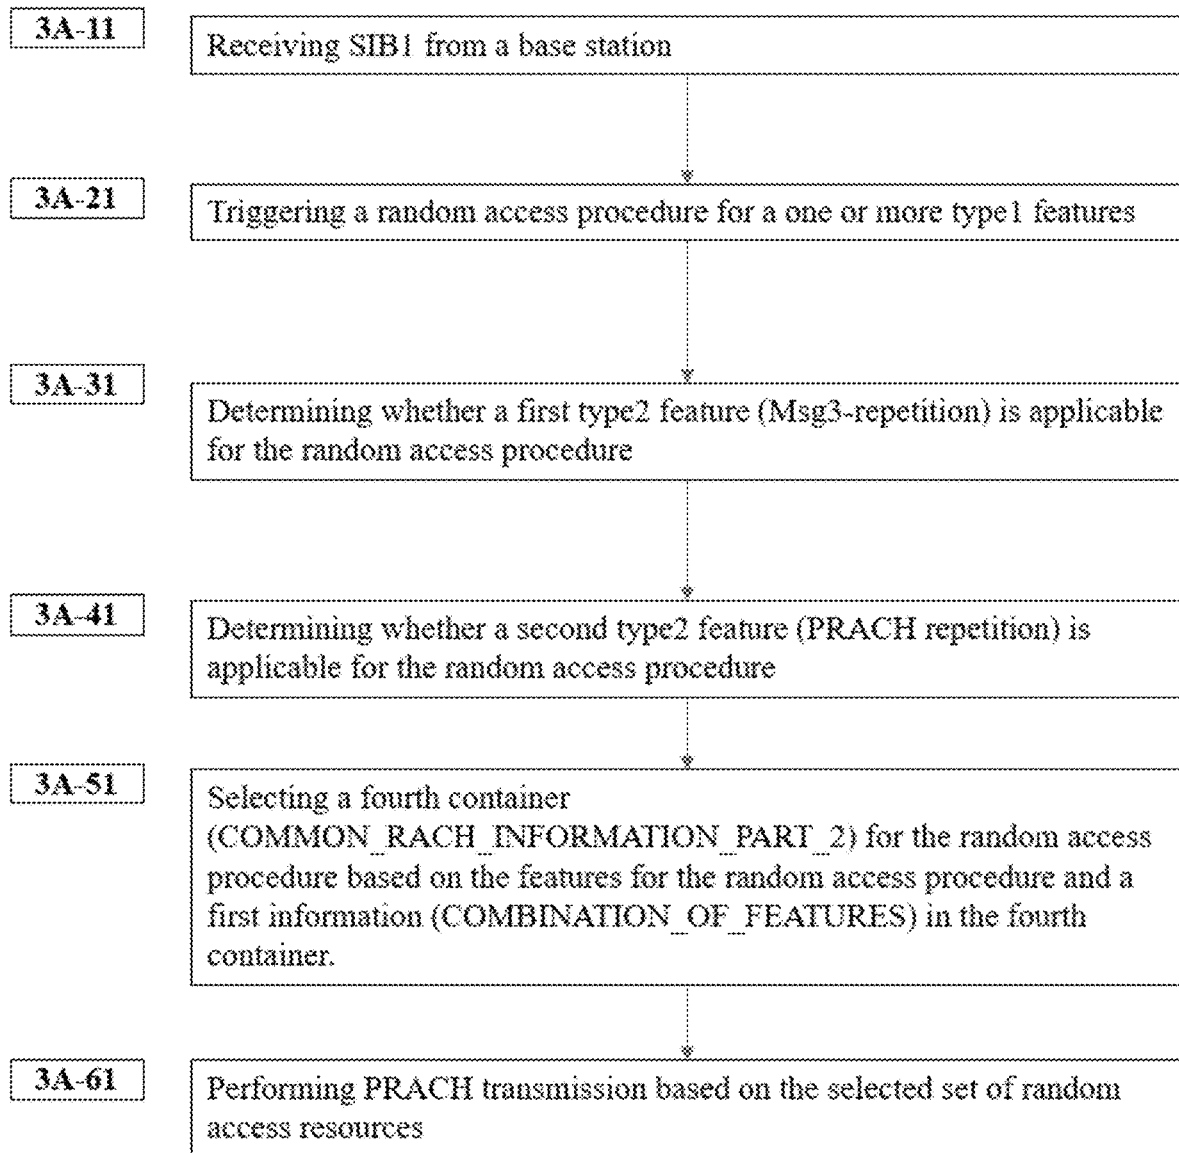 3A-11
Receiving SIB1 from a base station
3A-21
Triggering a random access procedure for a one or more type1 features
3A-31
Determining whether a first type2 feature (Msg3-repetition) is applicable
for the random access procedure
3A-41
Determining whether a second type2 feature (PRACH repetition) is
applicable for the random access procedure
3A-51
Selecting a fourth container
(COMMON_RACH_INFORMATION_PART_2) for the random access
procedure based on the features for the random access procedure and a
first information (COMBINATION_OF_FEATURES) in the fourth
container.
3A-61
Performing PRACH transmission based on the selected set of random
access resources